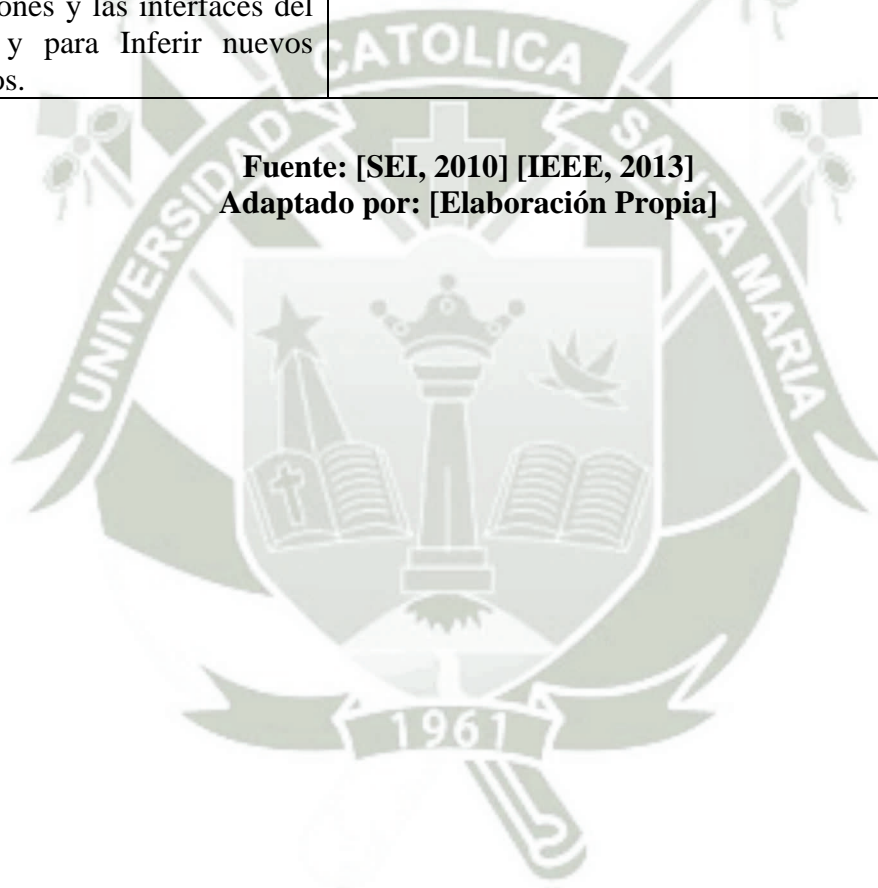 ones y las interfaces del
y para Inferir nuevos
os.
Fuente: [SEI, 2010] [IEEE, 2013]
Adaptado por: [Elaboración Propia]
UNIVERSIDAD CATOLICA SANTA MARIA
1961